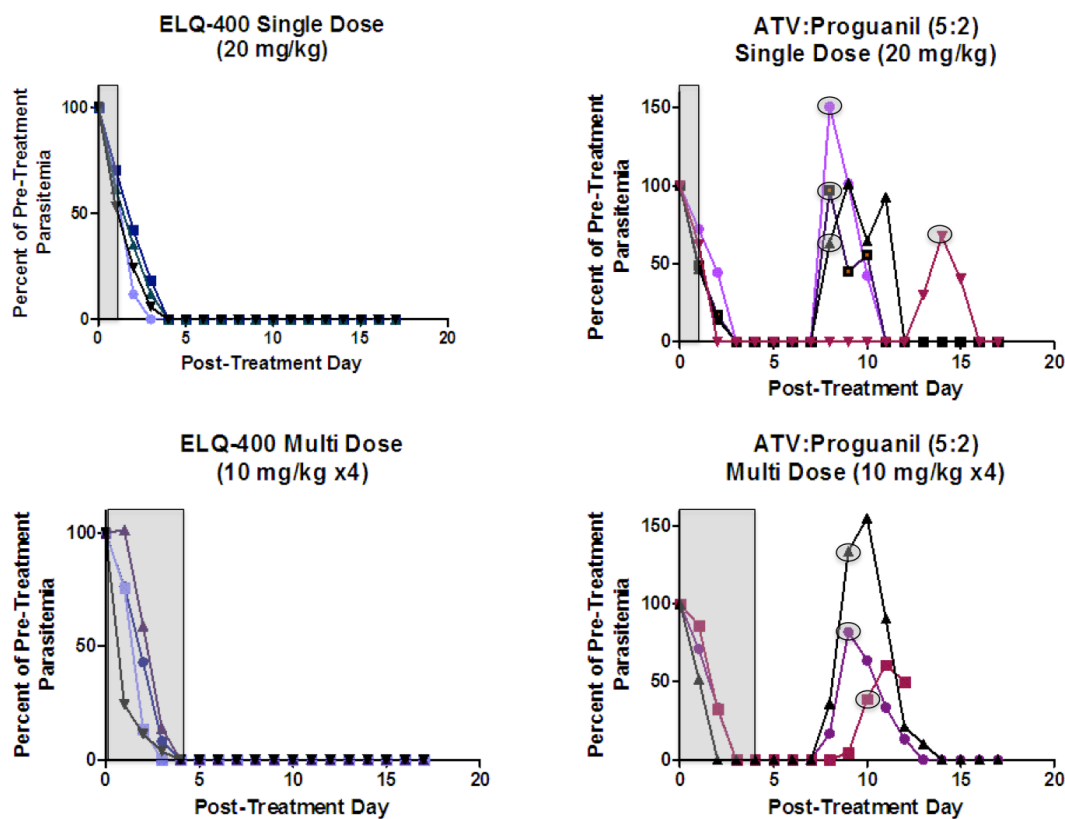 ELQ-400 Single Dose
(20 mg/kg)
Percent of Pre-Treatment
Parasitemia
100
50
0
0
5
10
15
20
Post-Treatment Day
ATV:Proguanil (5:2)
Single Dose (20 mg/kg)
Percent of Pre-Treatment
Parasitemia
150
100
50
0
0
5
10
15
20
Post-Treatment Day
ELQ-400 Multi Dose
(10 mg/kg x4)
Percent of Pre-Treatment
Parasitemia
100
50
0
0
5
10
15
20
Post-Treatment Day
ATV:Proguanil (5:2)
Multi Dose (10 mg/kg x4)
Percent of Pre-Treatment
Parasitemia
150
100
50
0
0
5
10
15
20
Post-Treatment Day